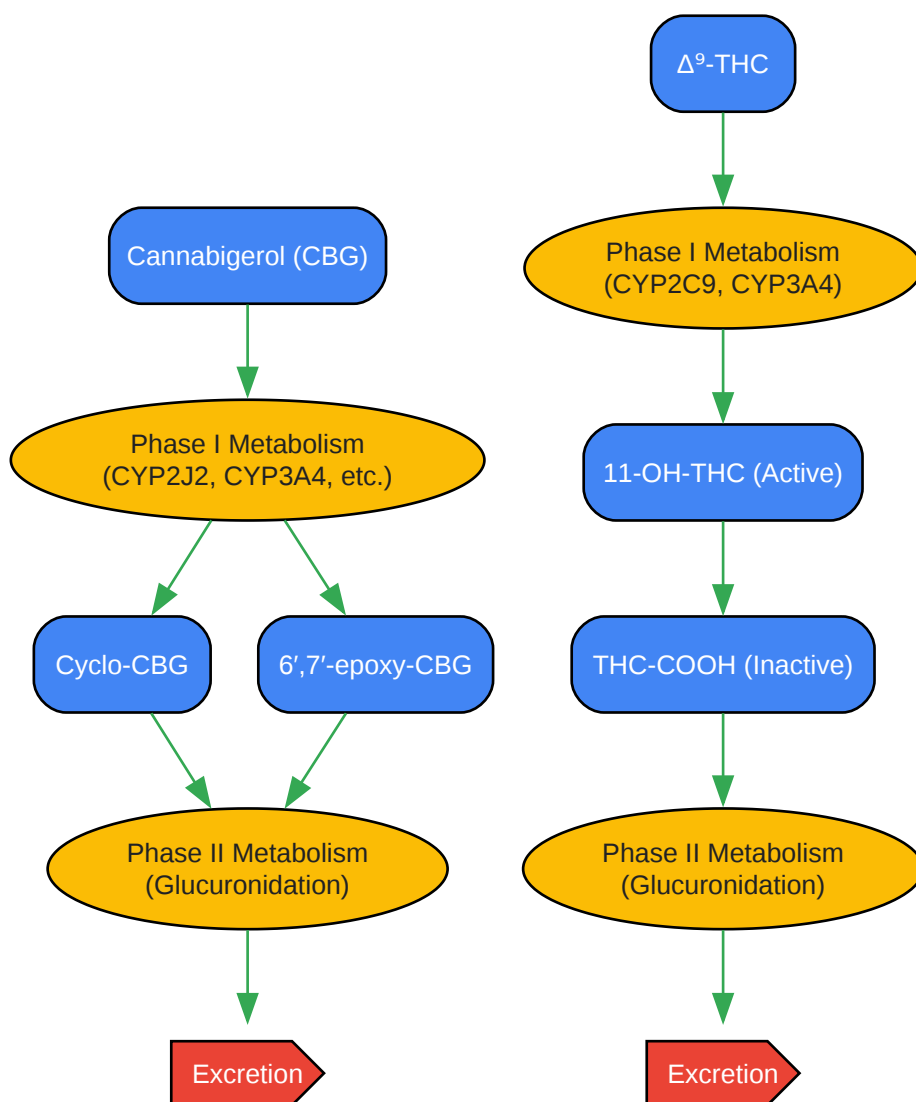 Cannabigerol (CBG)
Phase I Metabolism
(CYP2J2, CYP3A4, etc.)
Cyclo-CBG
6′,7′-epoxy-CBG
Phase II Metabolism
(Glucuronidation)
Excretion
Δ⁹-THC
Phase I Metabolism
(CYP2C9, CYP3A4)
11-OH-THC (Active)
THC-COOH (Inactive)
Phase II Metabolism
(Glucuronidation)
Excretion